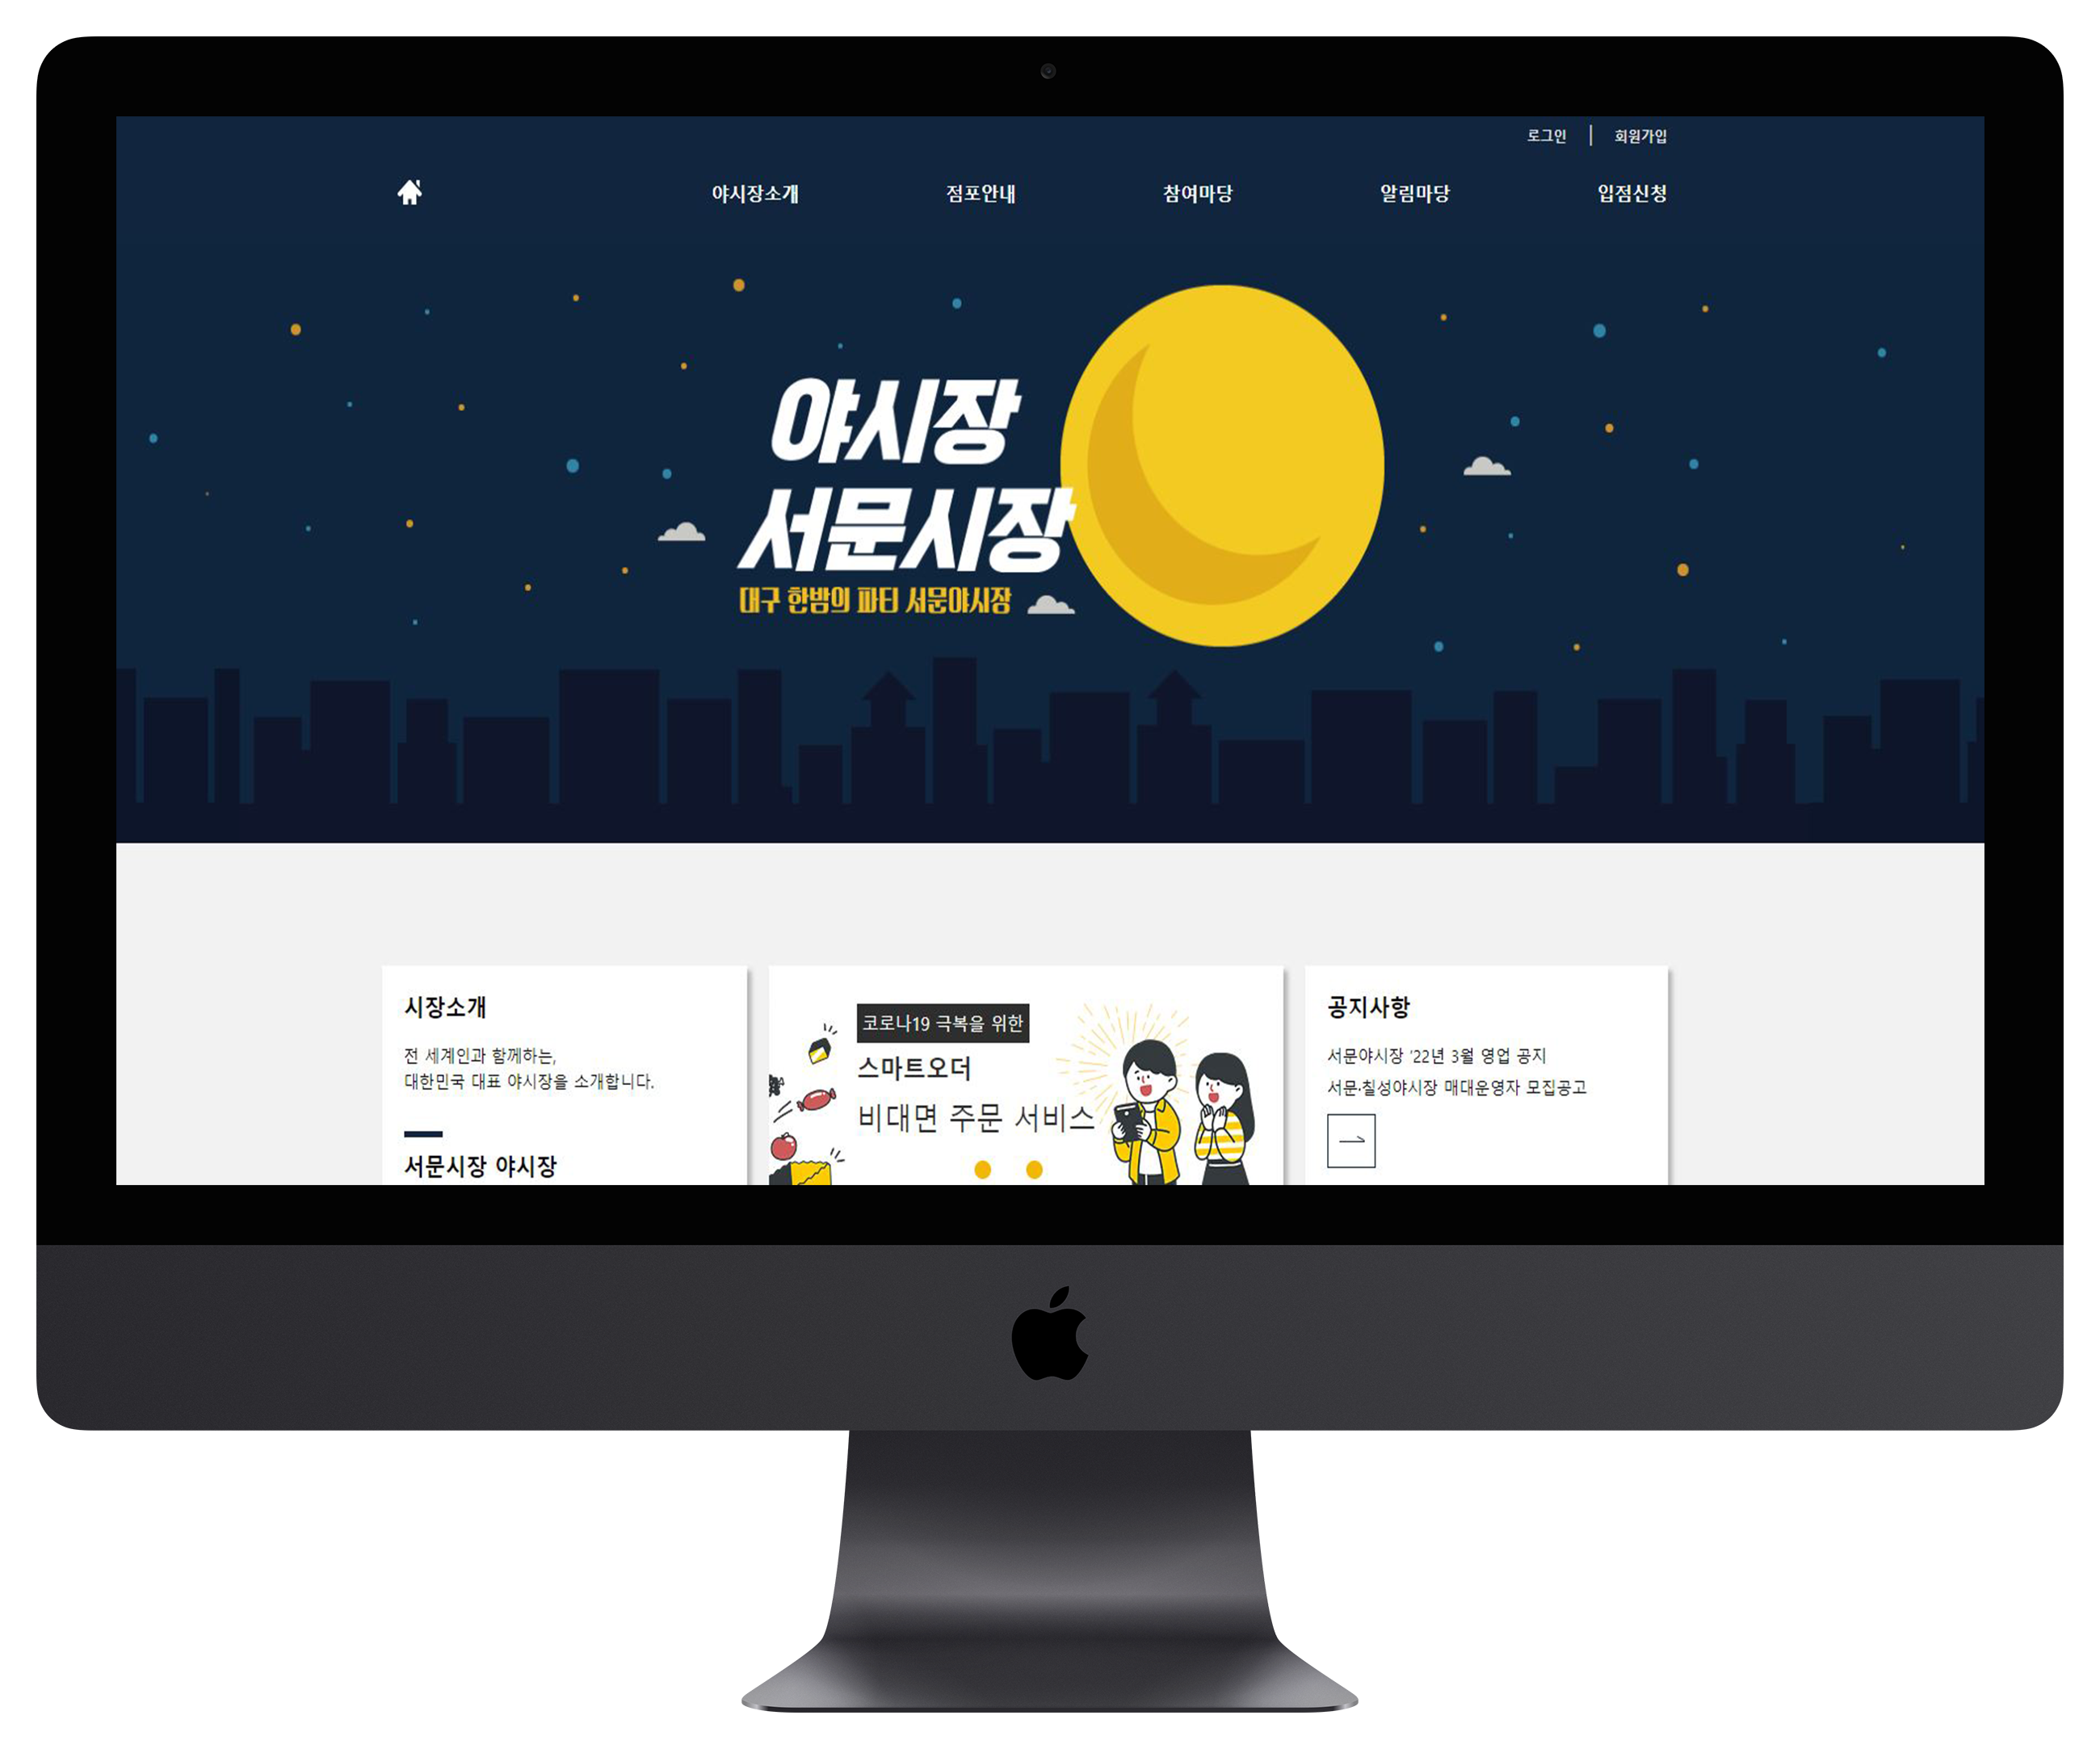 로그인 | 회원가입
야시장소개 점포안내 참여마당 알림마당 입점신청
야시장
서문시장
대구 한밤의 파티 서문야시장
시장소개
전 세계인과 함께하는,
대한민국 대표 야시장을 소개합니다.
서문시장 야시장
코로나19 극복을 위한
스마트오더
비대면 주문 서비스
공지사항
서문야시장 '22년 3월 영업 공지
서문·칠성야시장 매대운영자 모집공고